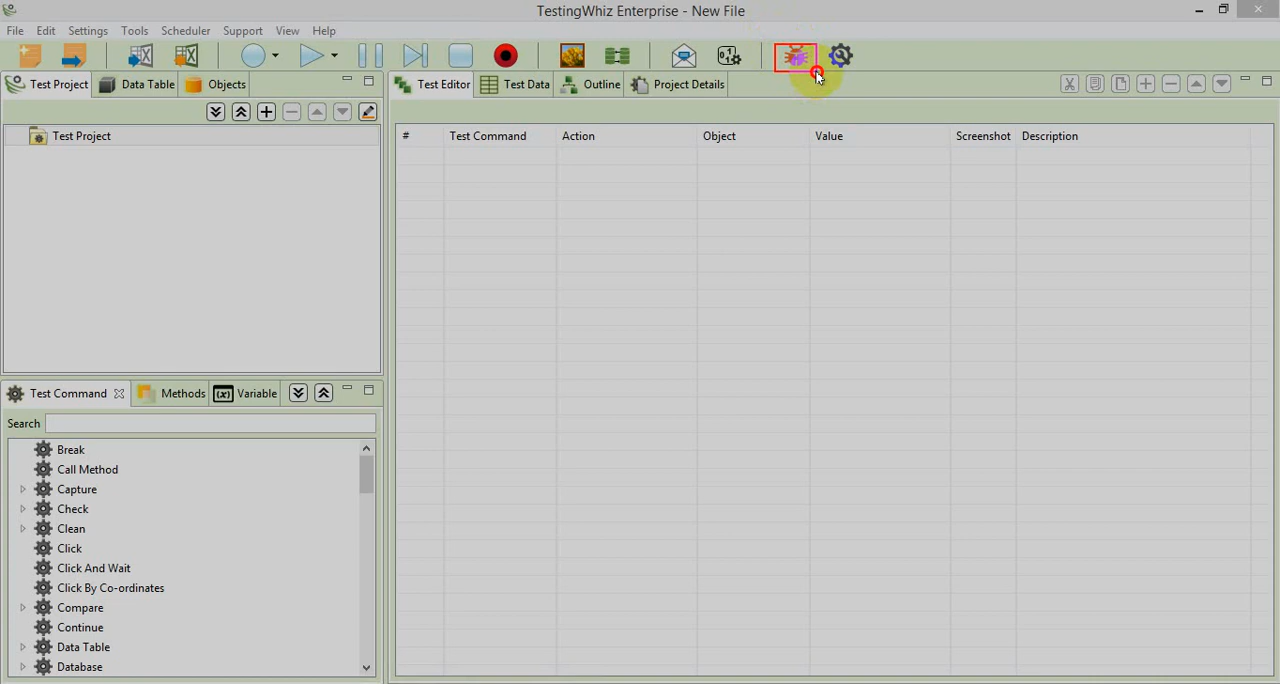 TestingWhiz Enterprise - New File
File Edit Settings Tools Scheduler Support View Help
Test Project Data Table Objects
Test Editor Test Data Outline Project Details
Test Project
# Test Command Action Object Value Screenshot Description
Test Command Methods (x) Variable
Search
Break
Call Method
Capture
Check
Clean
Click
Click And Wait
Click By Co-ordinates
Compare
Continue
Data Table
Database